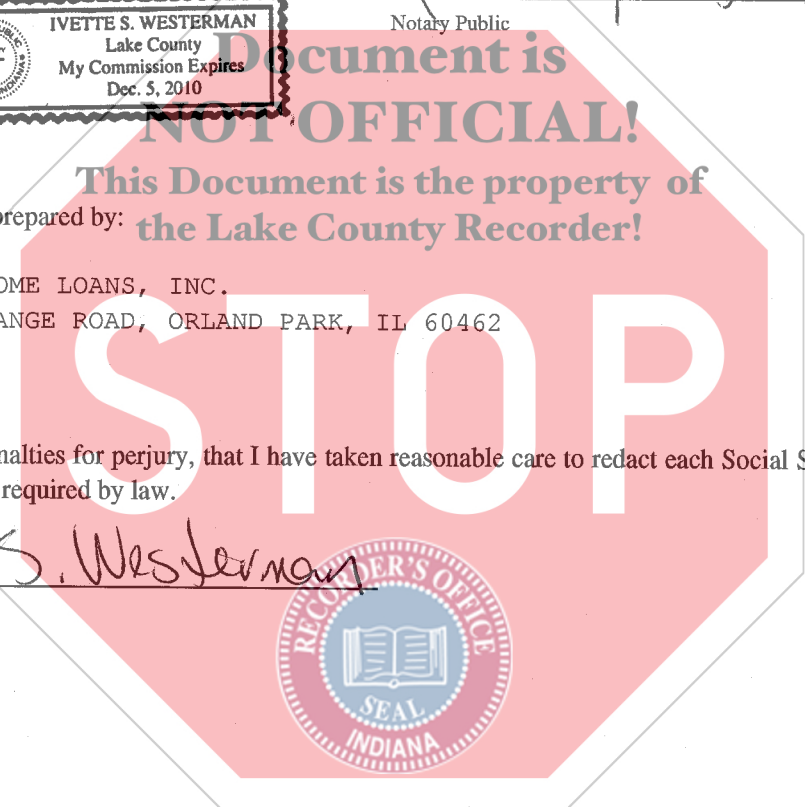 IVETTE S. WESTERMAN
Lake County
My Commission Expires
Dec. 5, 2010
INDIANA
Notary Public
Document is
NOT OFFICIAL!
This Document is the property of
the Lake County Recorder!
prepared by:
OME LOANS, INC.
ANGE ROAD, ORLAND PARK, IL 60462
STOP
nalties for perjury, that I have taken reasonable care to redact each Social S
required by law.
S. Westerman
RECORDER'S OFFICE
SEAL
INDIANA